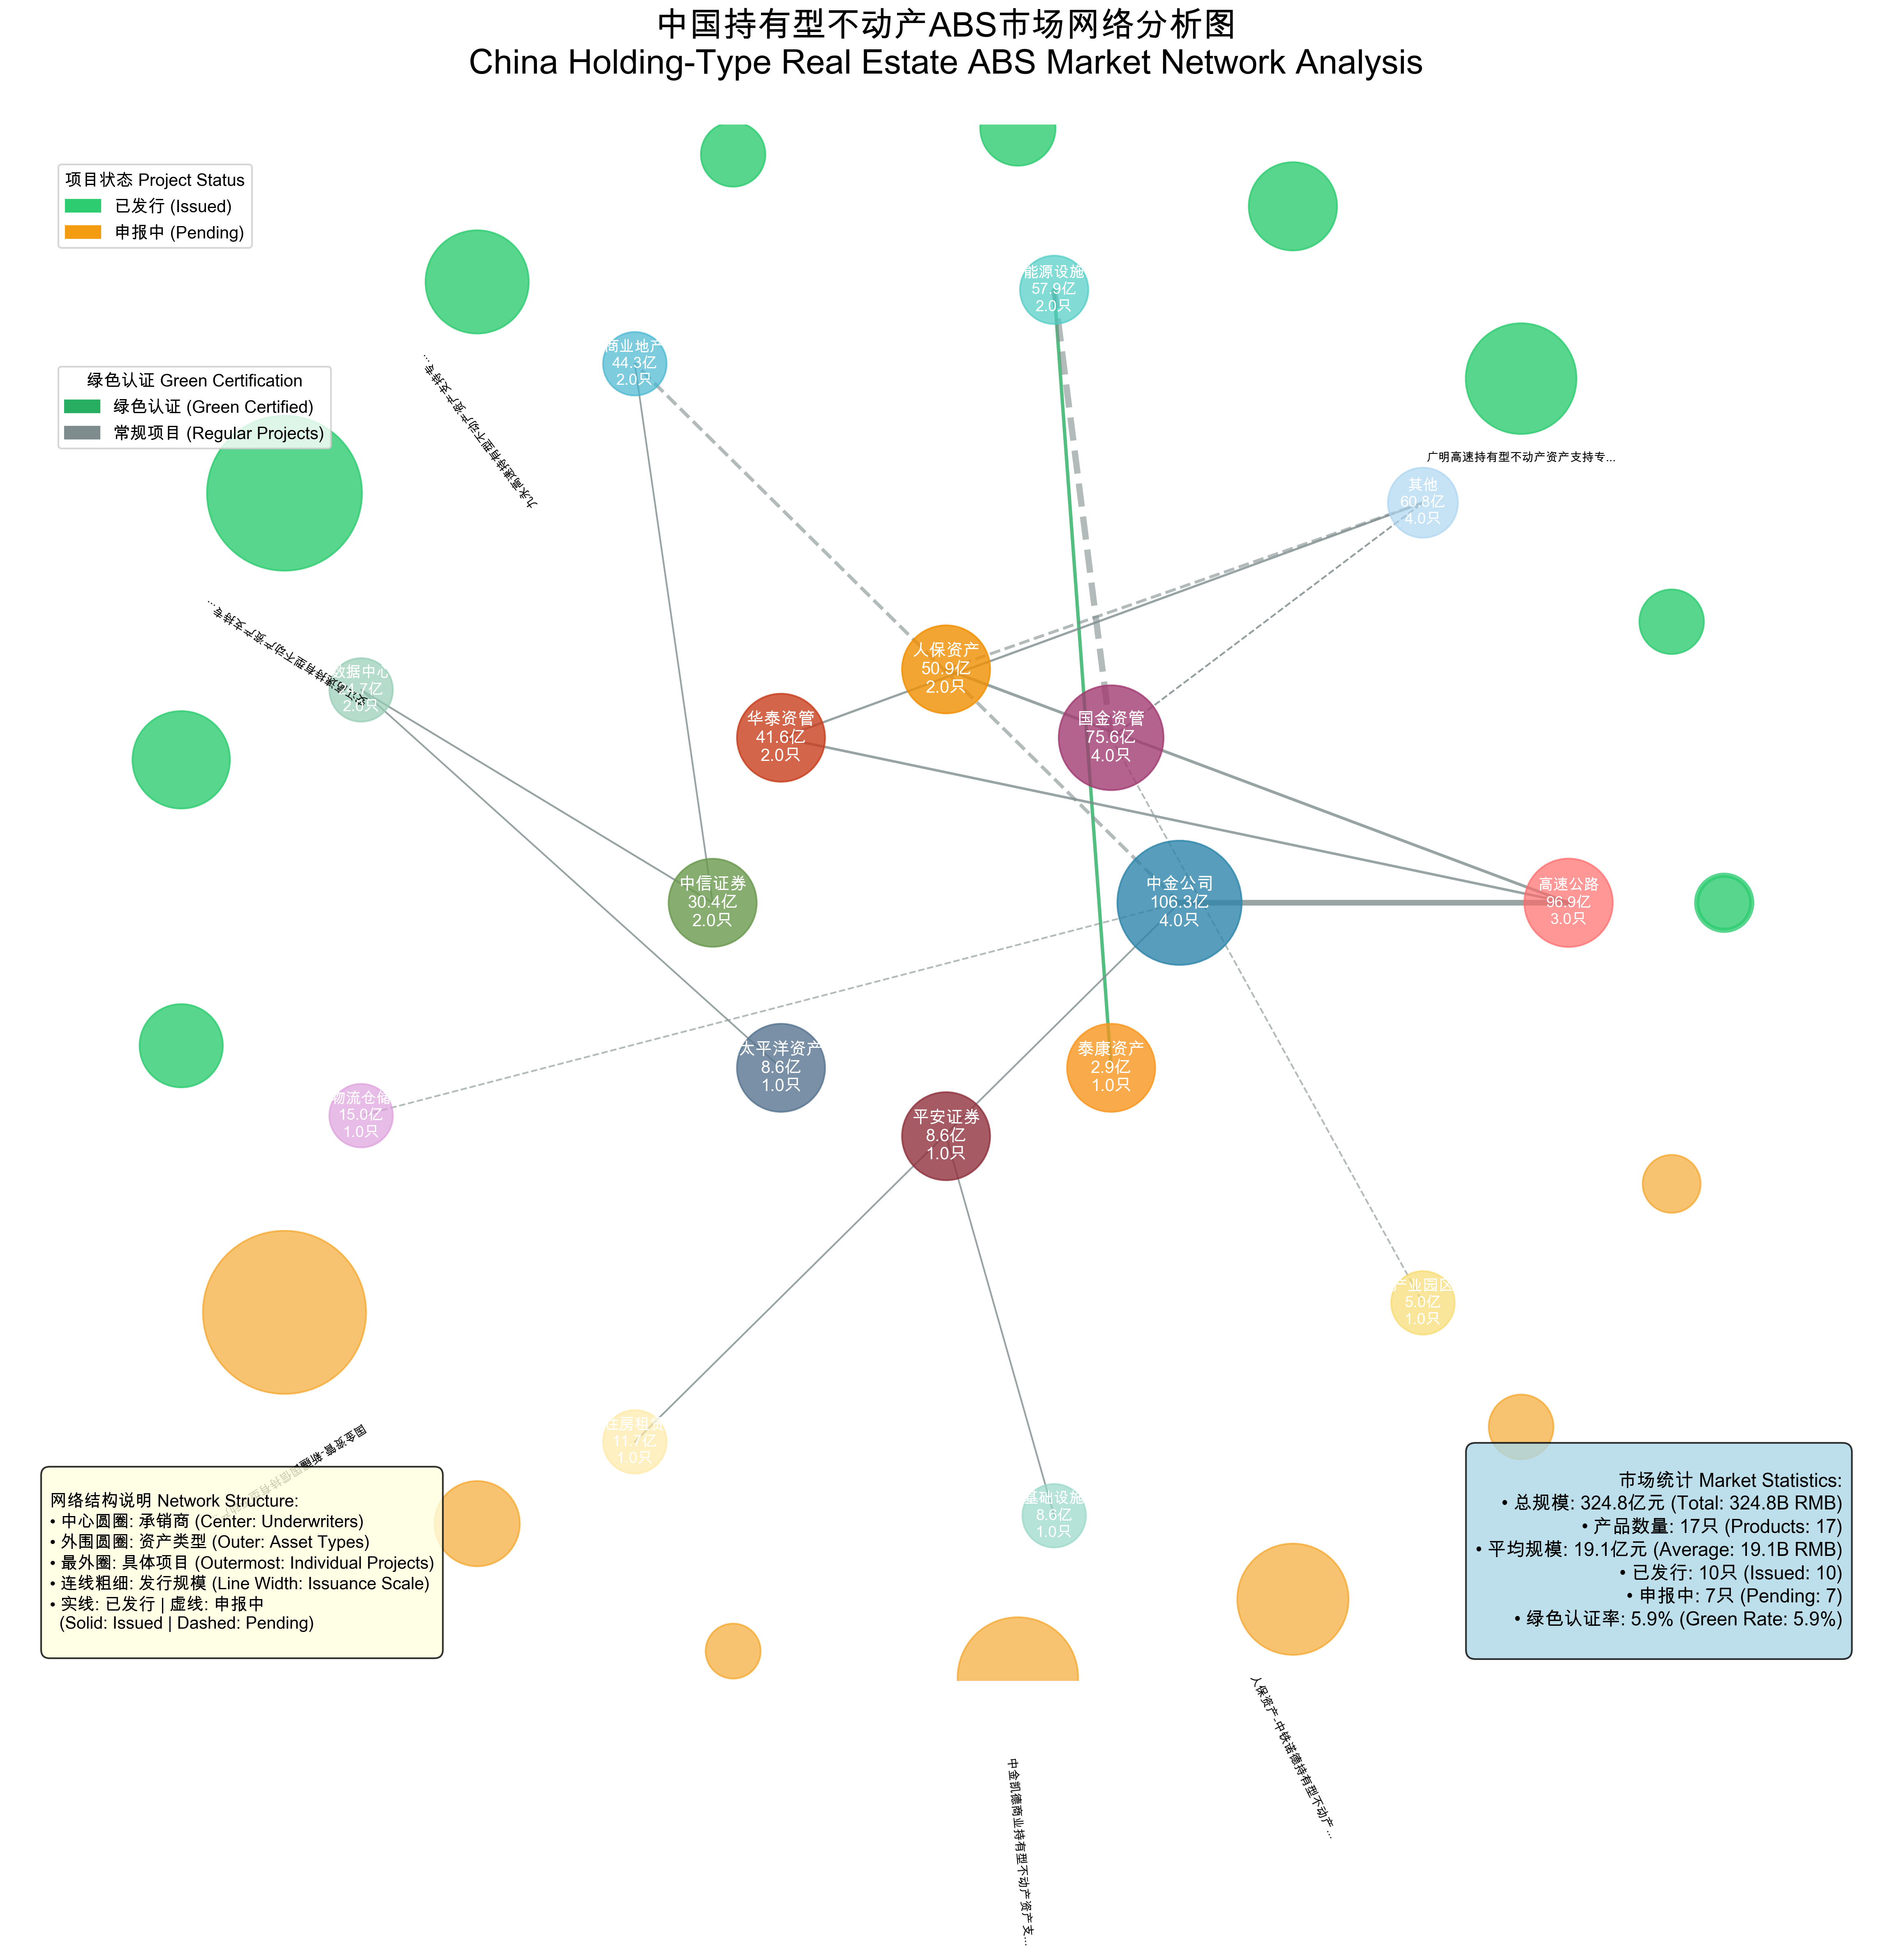 中国持有型不动产ABS市场网络分析图
China Holding-Type Real Estate ABS Market Network Analysis
项目状态 Project Status
已发行 (Issued)
申报中 (Pending)
绿色认证 Green Certification
绿色认证 (Green Certified)
常规项目 (Regular Projects)
能源设施
57.9亿
2.0只
商业地产
44.3亿
2.0只
九永高速持有型不动产资产支持专...
广明高速持有型不动产资产支持专...
其他
60.8亿
4.0只
安江高速持有型不动产资产支持专...
数据中心
2.0只
人保资产
50.9亿
2.0只
华泰资管
41.6亿
2.0只
国金资管
75.6亿
4.0只
中信证券
30.4亿
2.0只
中金公司
106.3亿
4.0只
高速公路
96.9亿
3.0只
太平洋资产
8.6亿
1.0只
泰康资产
2.9亿
1.0只
物流仓储
15.0亿
1.0只
平安证券
8.6亿
1.0只
产业园区
5.0亿
1.0只
住房租赁
11.7亿
1.0只
基础设施
8.6亿
1.0只
国金资管-新疆国信持有型
网络结构说明 Network Structure:
• 中心圆圈: 承销商 (Center: Underwriters)
• 外围圆圈: 资产类型 (Outer: Asset Types)
• 最外圈: 具体项目 (Outermost: Individual Projects)
• 连线粗细: 发行规模 (Line Width: Issuance Scale)
• 实线: 已发行 | 虚线: 申报中
(Solid: Issued | Dashed: Pending)
市场统计 Market Statistics:
• 总规模: 324.8亿元 (Total: 324.8B RMB)
• 产品数量: 17只 (Products: 17)
• 平均规模: 19.1亿元 (Average: 19.1B RMB)
• 已发行: 10只 (Issued: 10)
• 申报中: 7只 (Pending: 7)
• 绿色认证率: 5.9% (Green Rate: 5.9%)
人保资产-中铁诺德持有型不动产...
中金凯德商业持有型不动产资产支...